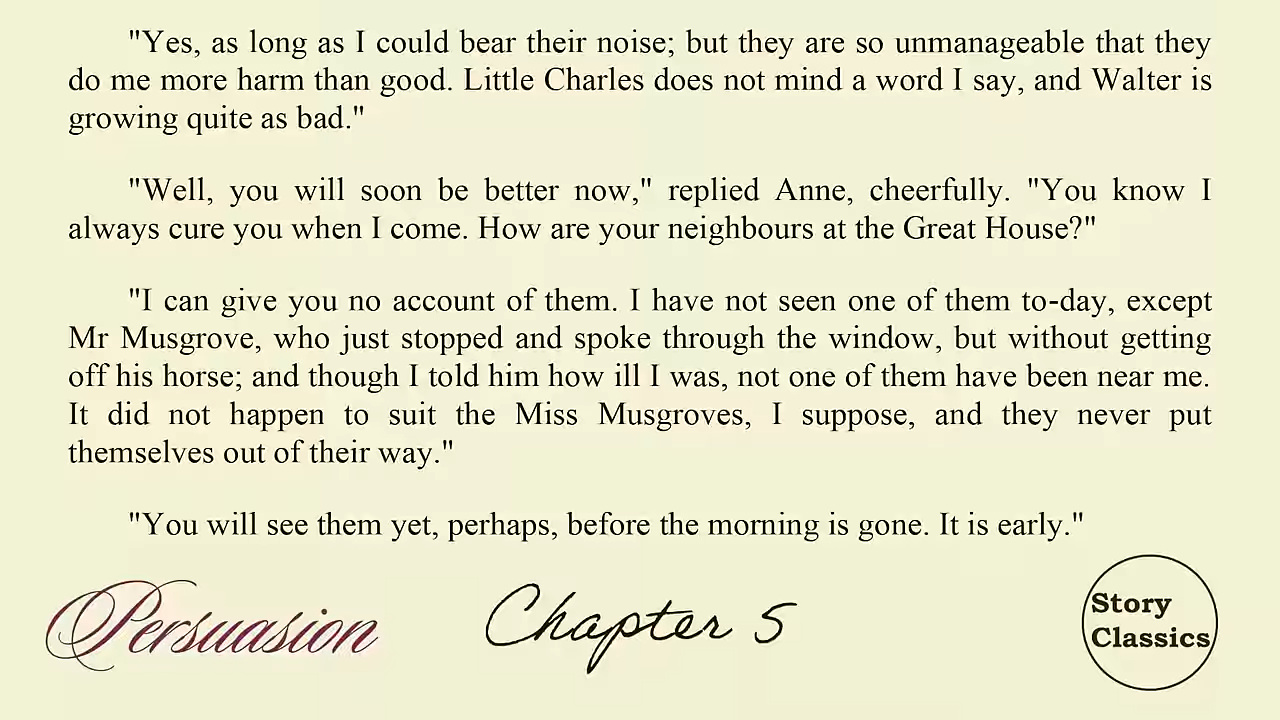 "Yes, as long as I could bear their noise; but they are so unmanageable that they
do me more harm than good. Little Charles does not mind a word I say, and Walter is
growing quite as bad."
"Well, you will soon be better now," replied Anne, cheerfully. "You know I
always cure you when I come. How are your neighbours at the Great House?"
"I can give you no account of them. I have not seen one of them to-day, except
Mr Musgrove, who just stopped and spoke through the window, but without getting
off his horse; and though I told him how ill I was, not one of them have been near me.
It did not happen to suit the Miss Musgroves, I suppose, and they never put
themselves out of their way."
"You will see them yet, perhaps, before the morning is gone. It is early."
Persuasion
Chapter 5
Story
Classics